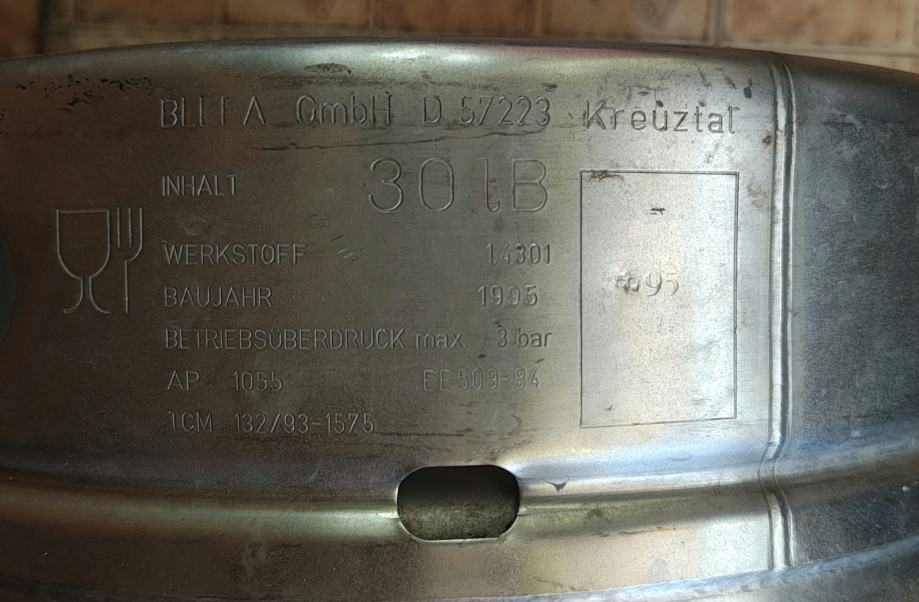 BLEFA GmbH D 57223 Kreuztal
INHALT 30 lB
WERKSTOFF 1.4301
BAUJAHR 1995
95
BETRIEBSÜBERDRUCK max. 3 bar
AP 1055 EE 509-84
TCM 132/93-1575